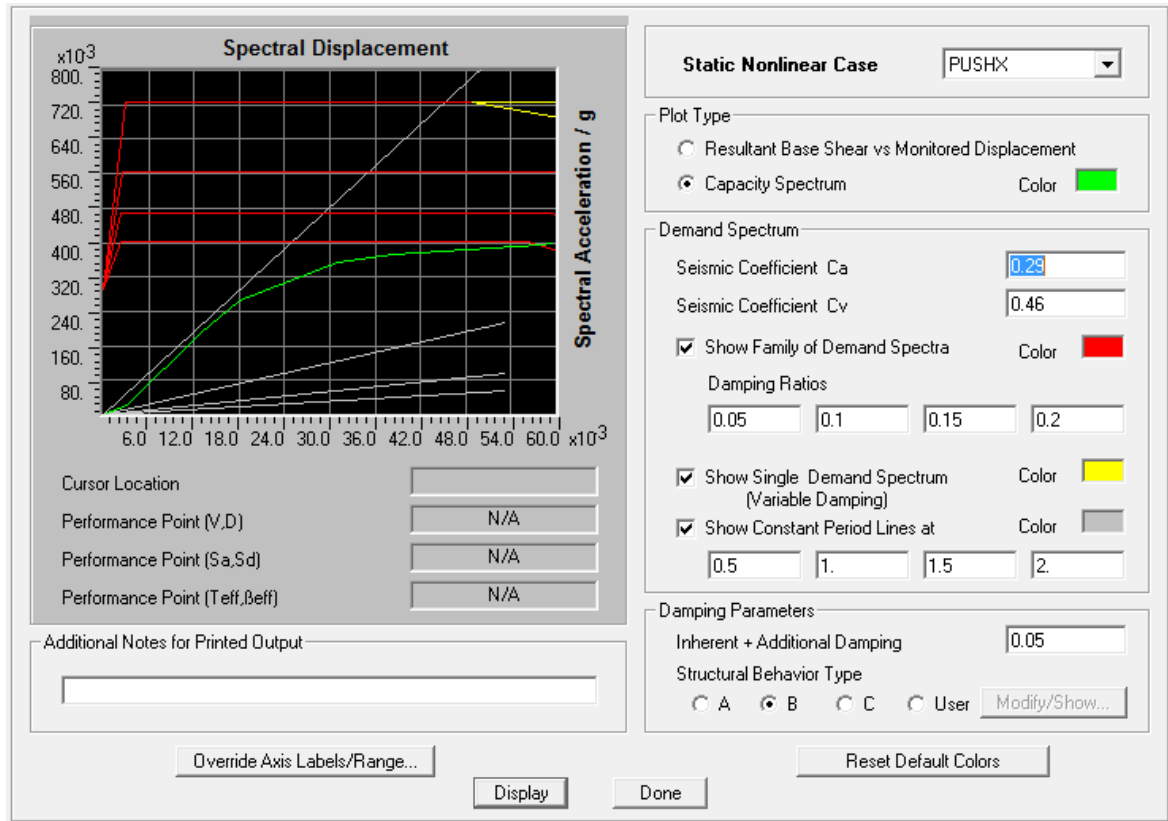 Spectral Displacement
x10-3
800.
720.
640.
560.
480.
400.
320.
240.
160.
80.
6.0 12.0 18.0 24.0 30.0 36.0 42.0 48.0 54.0 60.0 x10-3
Spectral Acceleration / g
Cursor Location
Performance Point (V,D) N/A
Performance Point (Sa,Sd) N/A
Performance Point (Teff,ßeff) N/A
Additional Notes for Printed Output
Override Axis Labels/Range...
Static Nonlinear Case PUSHX
Plot Type
Resultant Base Shear vs Monitored Displacement
Capacity Spectrum Color
Demand Spectrum
Seismic Coefficient Ca 0.29
Seismic Coefficient Cv 0.46
Show Family of Demand Spectra Color
Damping Ratios
0.05 0.1 0.15 0.2
Show Single Demand Spectrum Color
(Variable Damping)
Show Constant Period Lines at Color
0.5 1. 1.5 2.
Damping Parameters
Inherent + Additional Damping 0.05
Structural Behavior Type
A B C User Modify/Show...
Reset Default Colors
Display Done